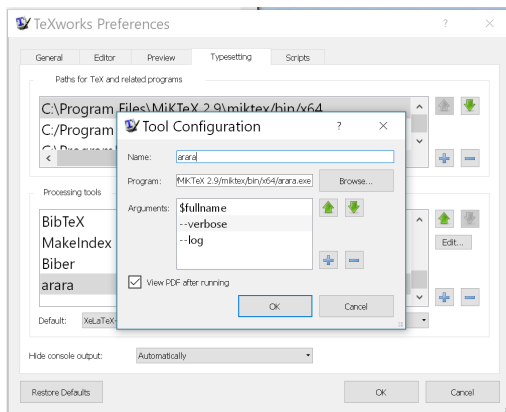 TeXworks Preferences
General Editor Preview Typesetting Scripts
Paths for TeX and related programs
C:\Program Files\MiKTeX 2.9\miktex/bin/x64
C:/Program
Tool Configuration
Name: arara
Program: MiKTeX 2.9/miktex/bin/x64/arara.exe Browse...
Arguments: $fullname
--verbose
--log
View PDF after running
OK Cancel
Processing tools
BibTeX
MakeIndex
Biber
arara
Edit...
Default: XeLaTeX
Hide console output: Automatically
Restore Defaults OK Cancel